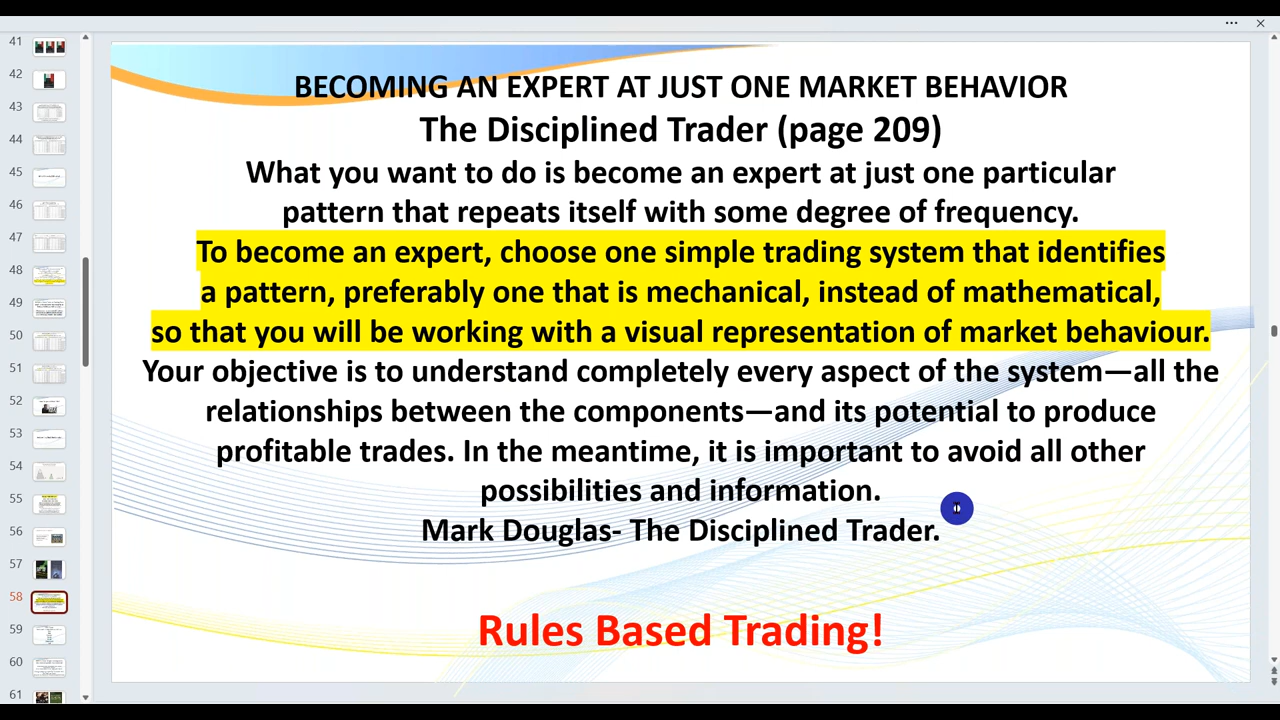 41
42
43
44
45
46
47
48
49
50
51
52
53
54
55
56
57
58
59
60
61
BECOMING AN EXPERT AT JUST ONE MARKET BEHAVIOR
The Disciplined Trader (page 209)
What you want to do is become an expert at just one particular
pattern that repeats itself with some degree of frequency.
To become an expert, choose one simple trading system that identifies
a pattern, preferably one that is mechanical, instead of mathematical,
so that you will be working with a visual representation of market behaviour.
Your objective is to understand completely every aspect of the system—all the
relationships between the components—and its potential to produce
profitable trades. In the meantime, it is important to avoid all other
possibilities and information.
Mark Douglas- The Disciplined Trader.
Rules Based Trading!